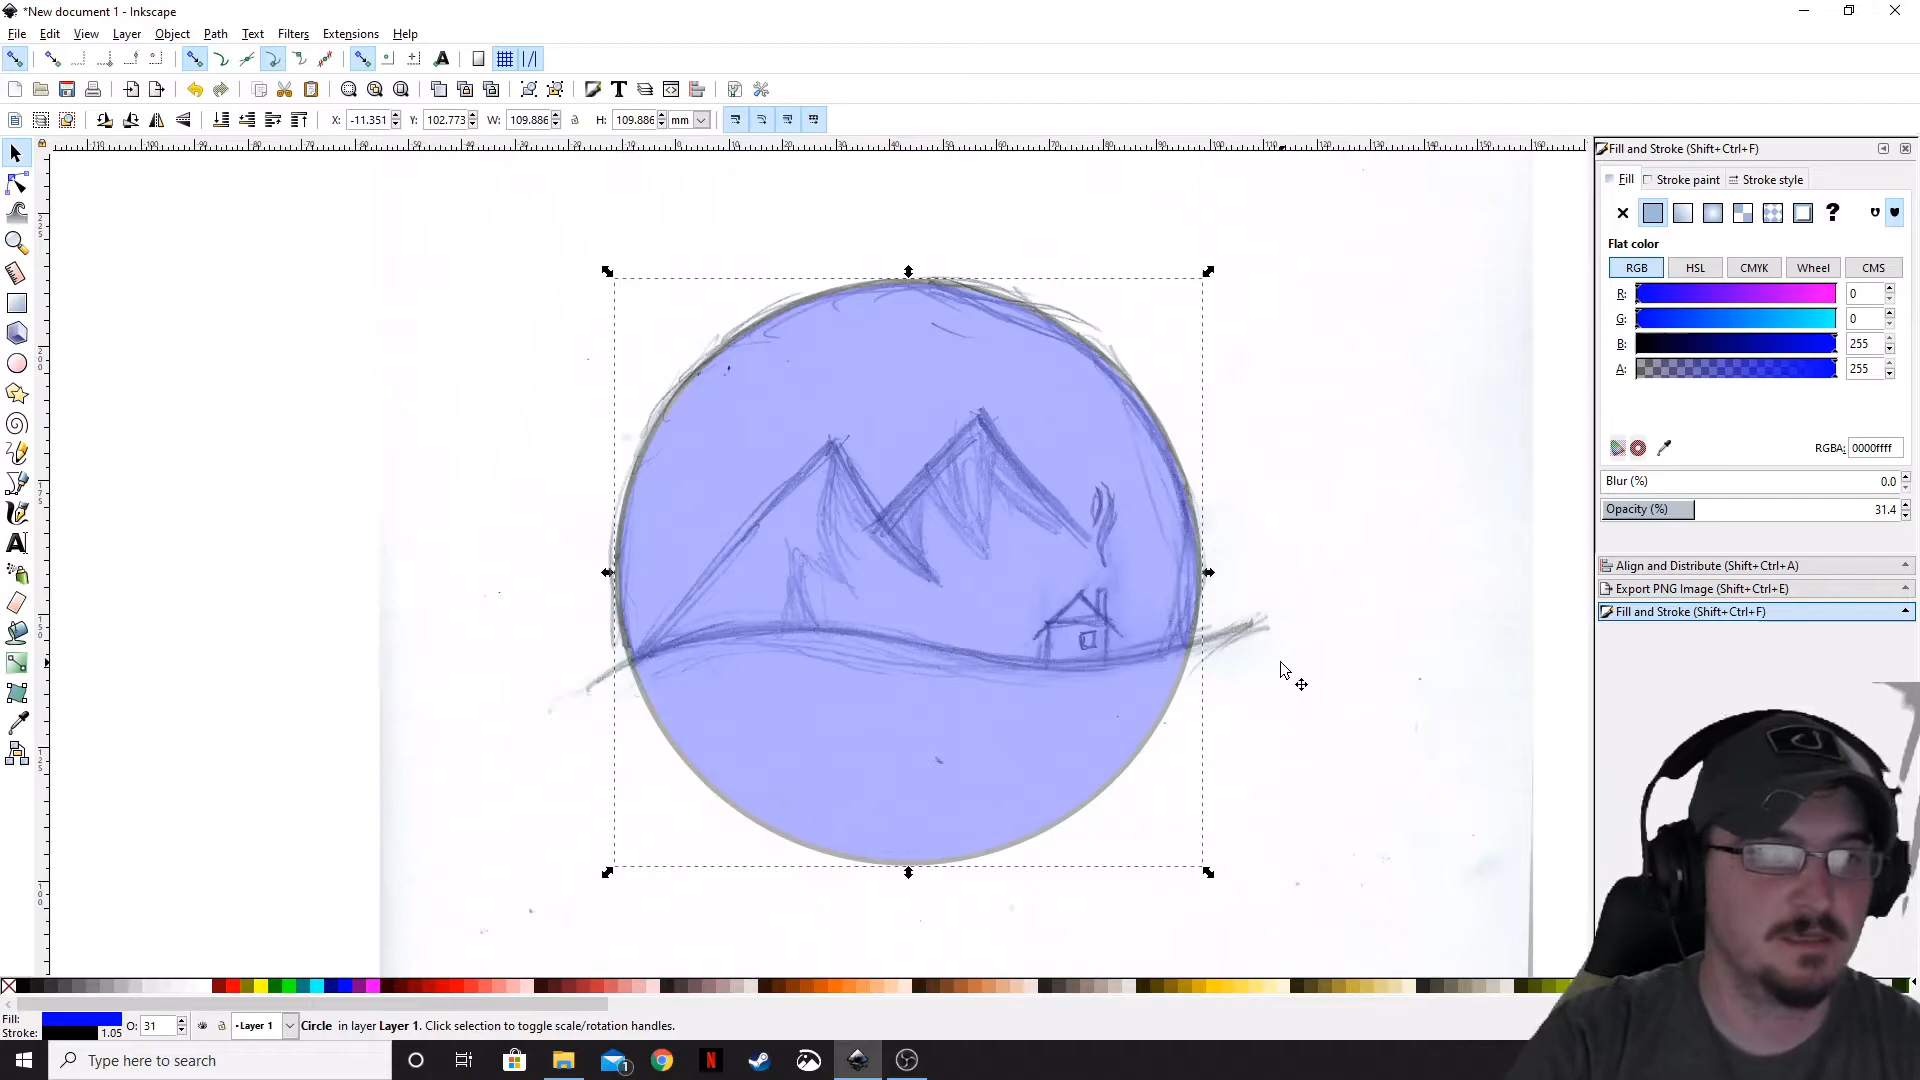 *New document 1 - Inkscape
File Edit View Layer Object Path Text Filters Extensions Help
X: -11.351 Y: 102.773 W: 109.886 H: 109.886 mm
Fill and Stroke (Shift+Ctrl+F)
Fill Stroke paint Stroke style
Flat color
RGB HSL CMYK Wheel CMS
R: 0
G: 0
B: 255
A: 255
RGBA: 0000ffff
Blur (%) 0.0
Opacity (%) 31.4
Align and Distribute (Shift+Ctrl+A)
Export PNG Image (Shift+Ctrl+E)
Fill and Stroke (Shift+Ctrl+F)
Fill:
Stroke: 1.05 O: 31 •Layer 1 Circle in layer Layer 1. Click selection to toggle scale/rotation handles.
Type here to search